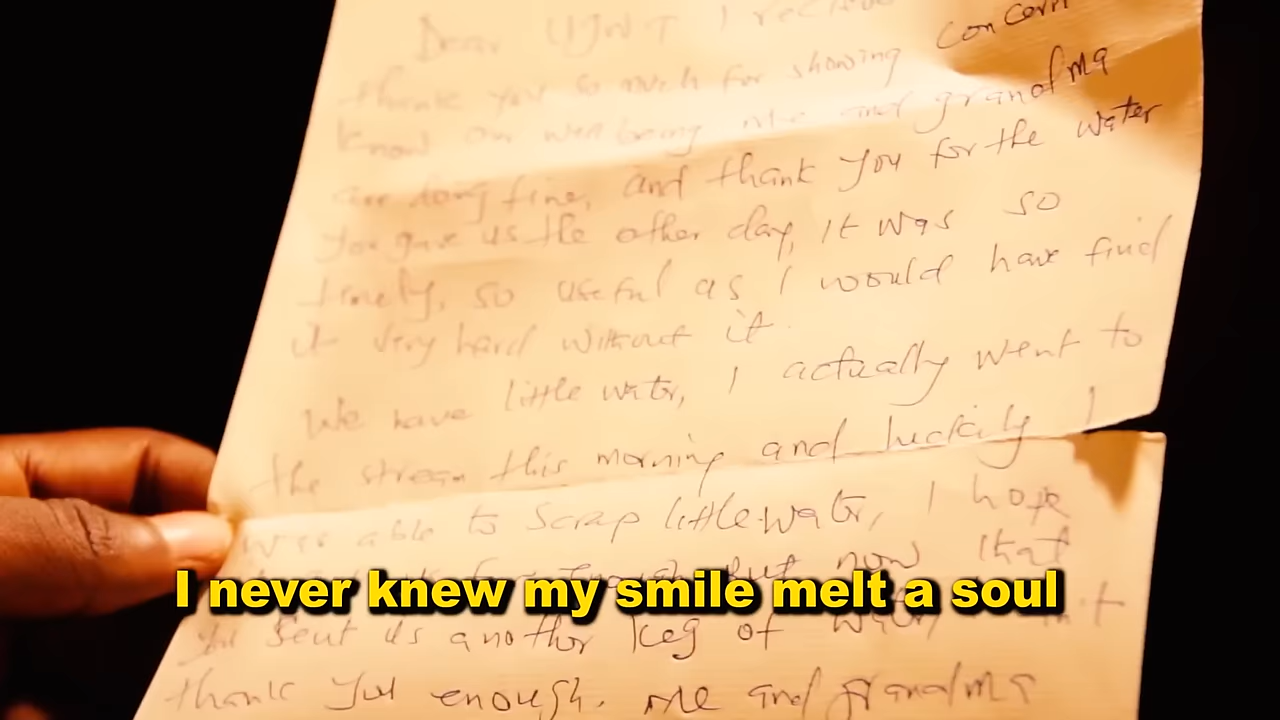 Dear
thank you so much for showing concern
know our well being me and grandma
are doing fine, and thank you for the water
you gave us the other day, it was so
timely, so useful as I would have find
it very hard without it.
We have little water, I actually went to
the stream this morning and luckily I
was able to scrap little water, I hope
but now that
I never knew my smile melt a soul
you sent us another keg of water
thank you enough. me and grandma